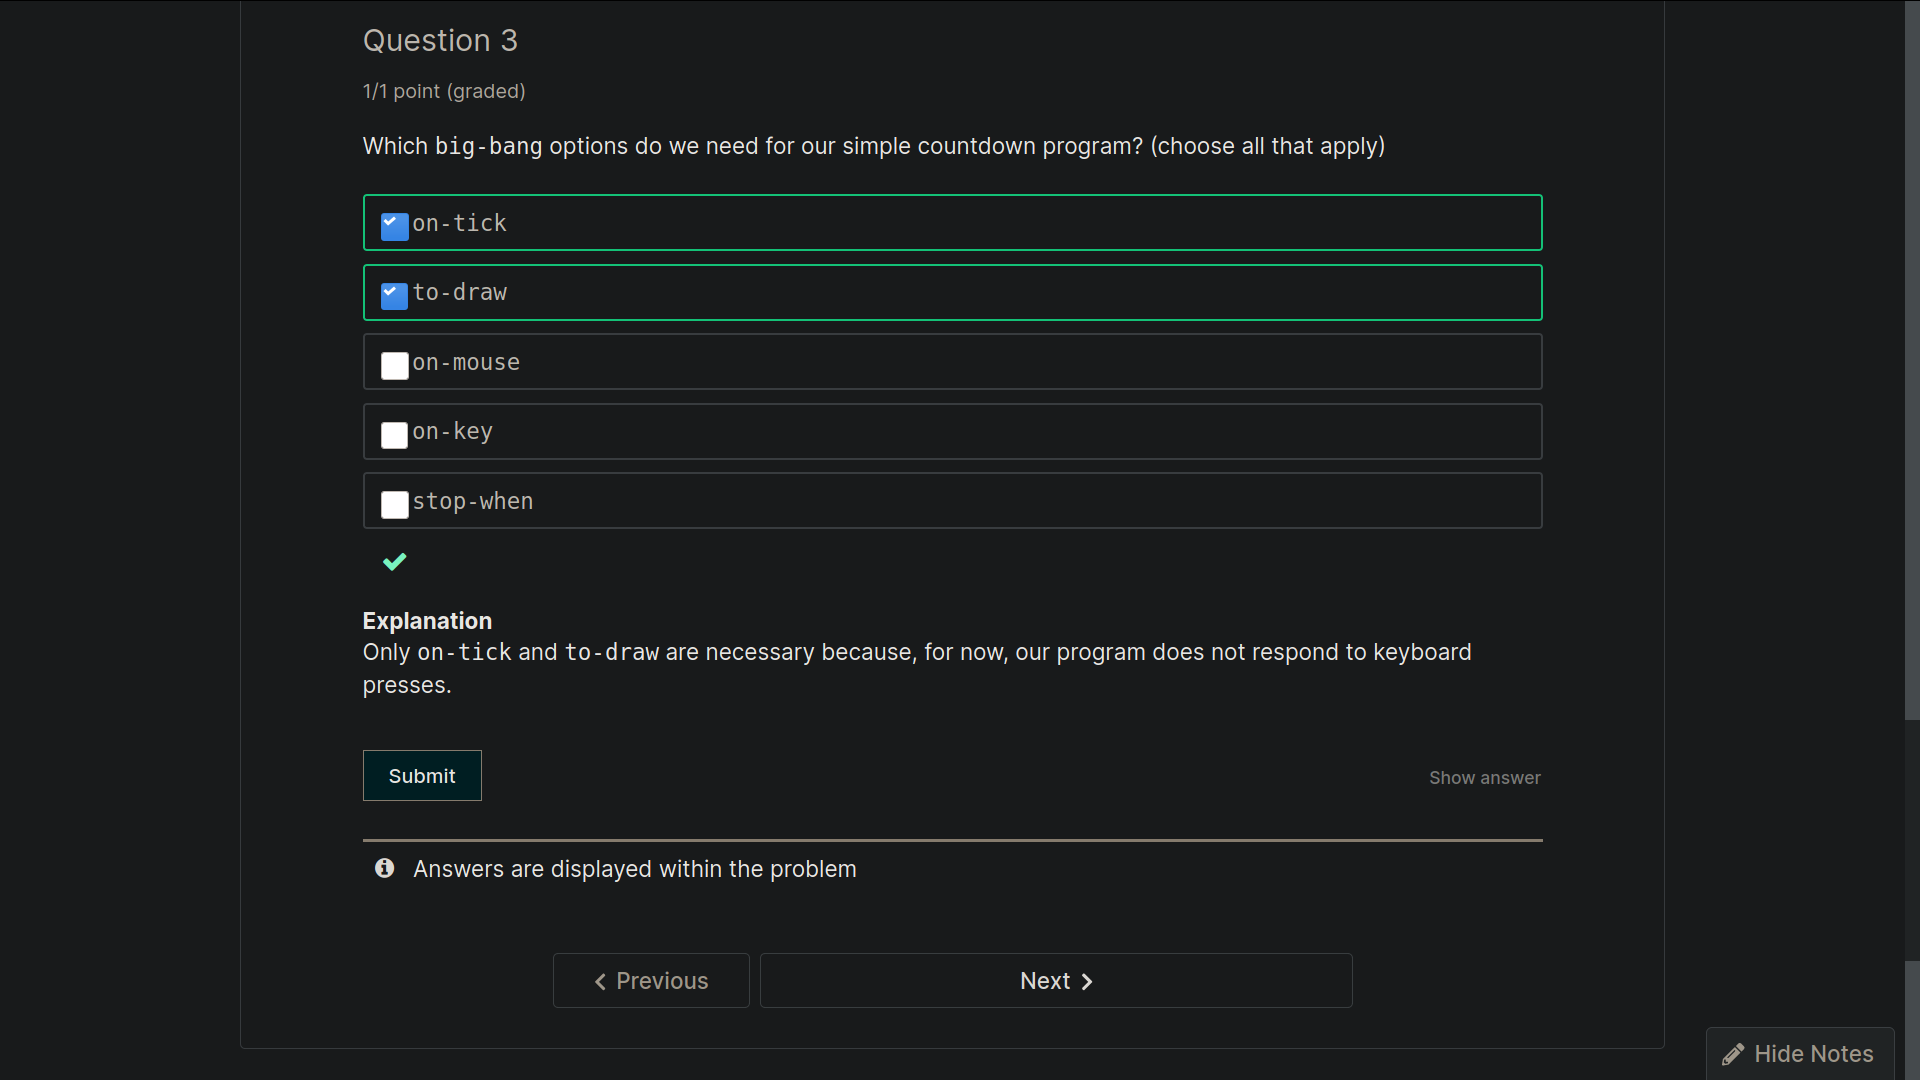 Question 3
1/1 point (graded)
Which big-bang options do we need for our simple countdown program? (choose all that apply)
on-tick
to-draw
on-mouse
on-key
stop-when
Explanation
Only on-tick and to-draw are necessary because, for now, our program does not respond to keyboard
presses.
Submit
Show answer
Answers are displayed within the problem
Previous
Next
Hide Notes